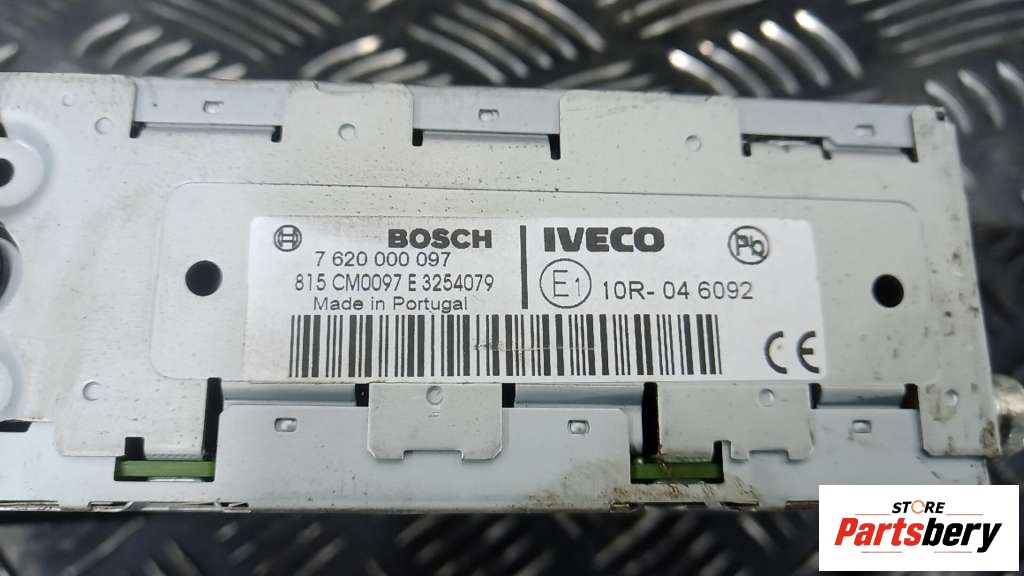 BOSCH
7 620 000 097
815 CM0097 E 3254079
Made in Portugal
IVECO
Pb
E1 10R- 04 6092
CE
STORE
Partsbery